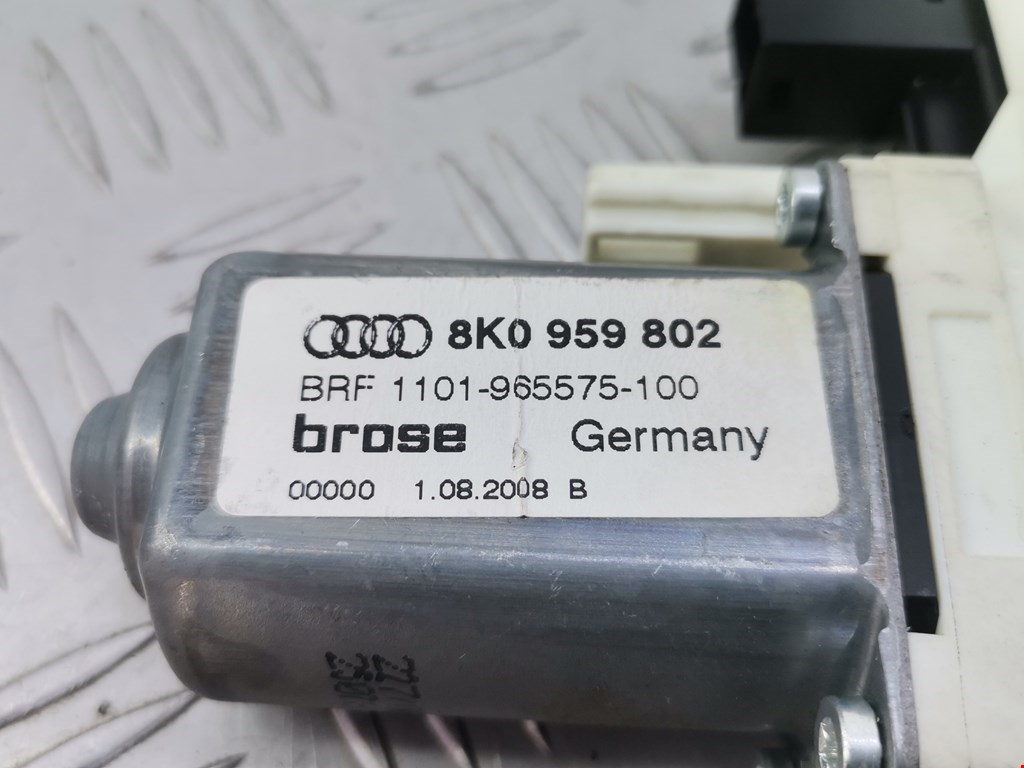 8K0 959 802
BRF 1101-965575-100
brose Germany
00000 1.08.2008 B